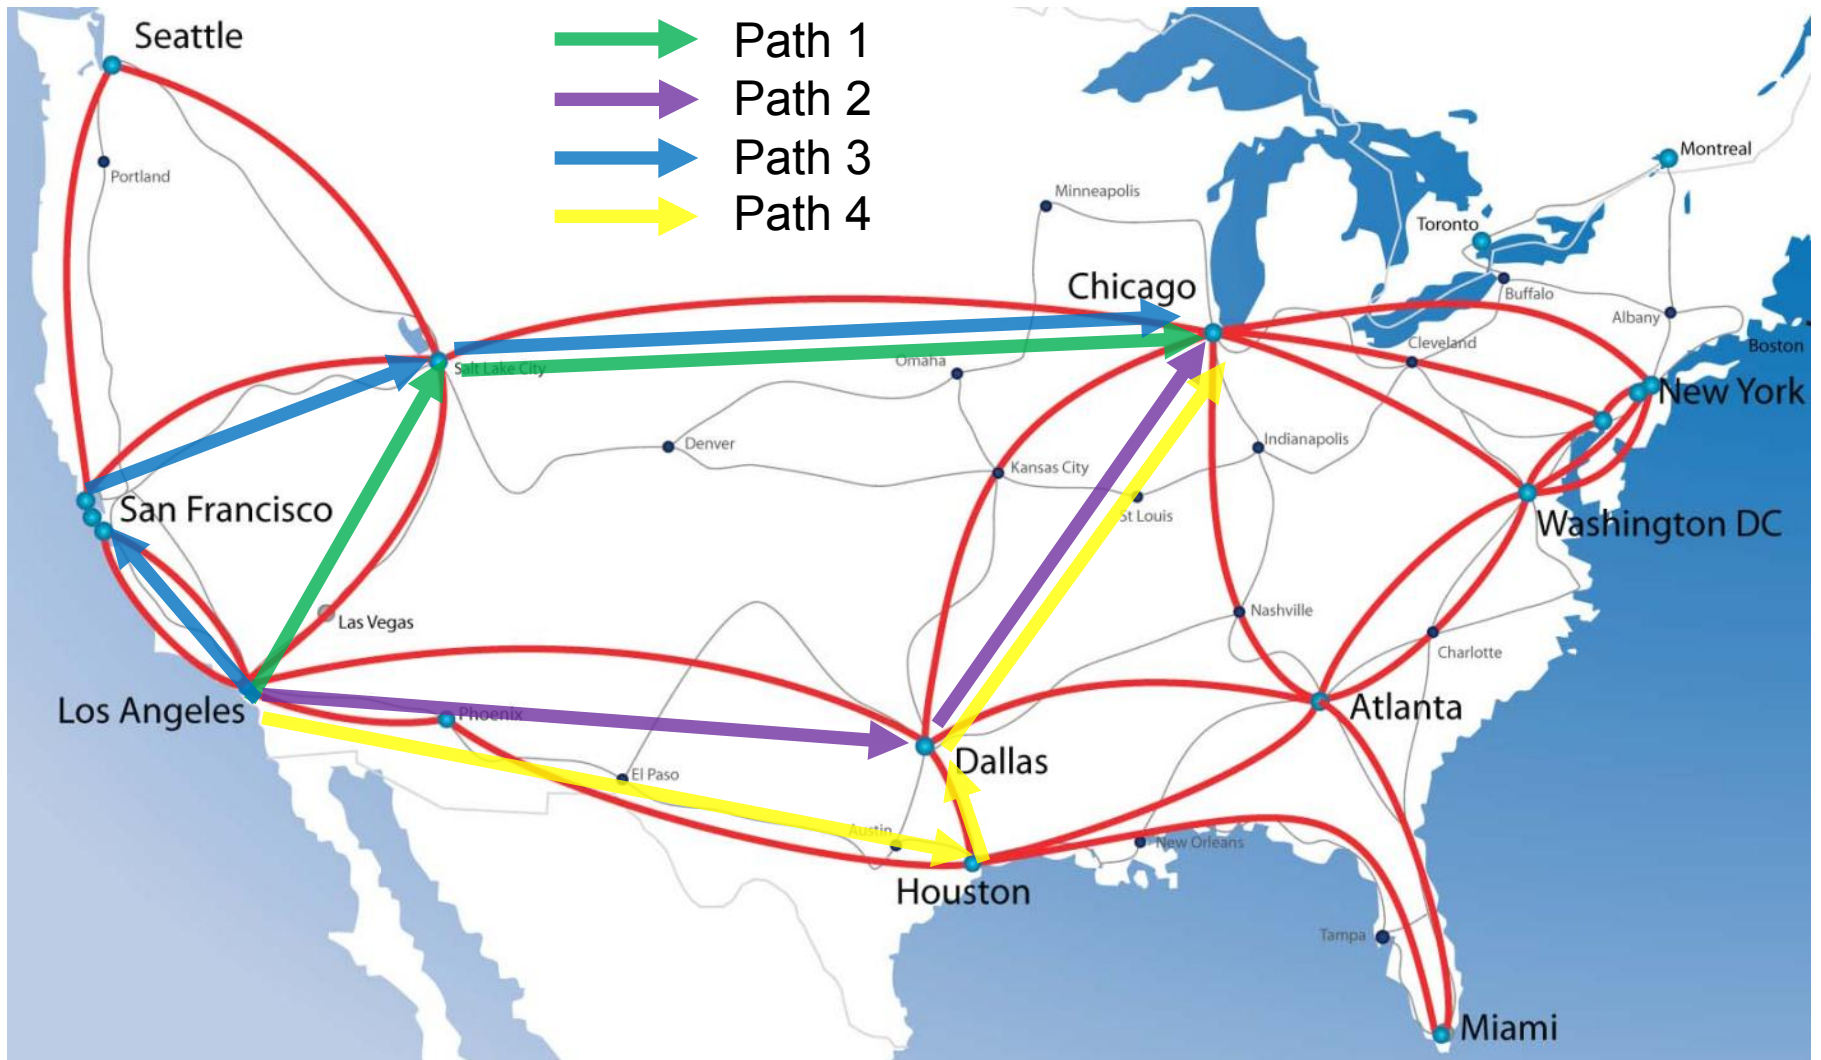 Seattle
Path 1
Path 2
Path 3
Path 4
Portland
Montreal
Minneapolis
Toronto
Chicago
Buffalo
Albany
Boston
Cleveland
Omaha
Salt Lake City
New York
Denver
Indianapolis
Kansas City
San Francisco
St Louis
Washington DC
Las Vegas
Nashville
Charlotte
Los Angeles
Phoenix
Atlanta
Dallas
El Paso
Austin
New Orleans
Houston
Tampa
Miami